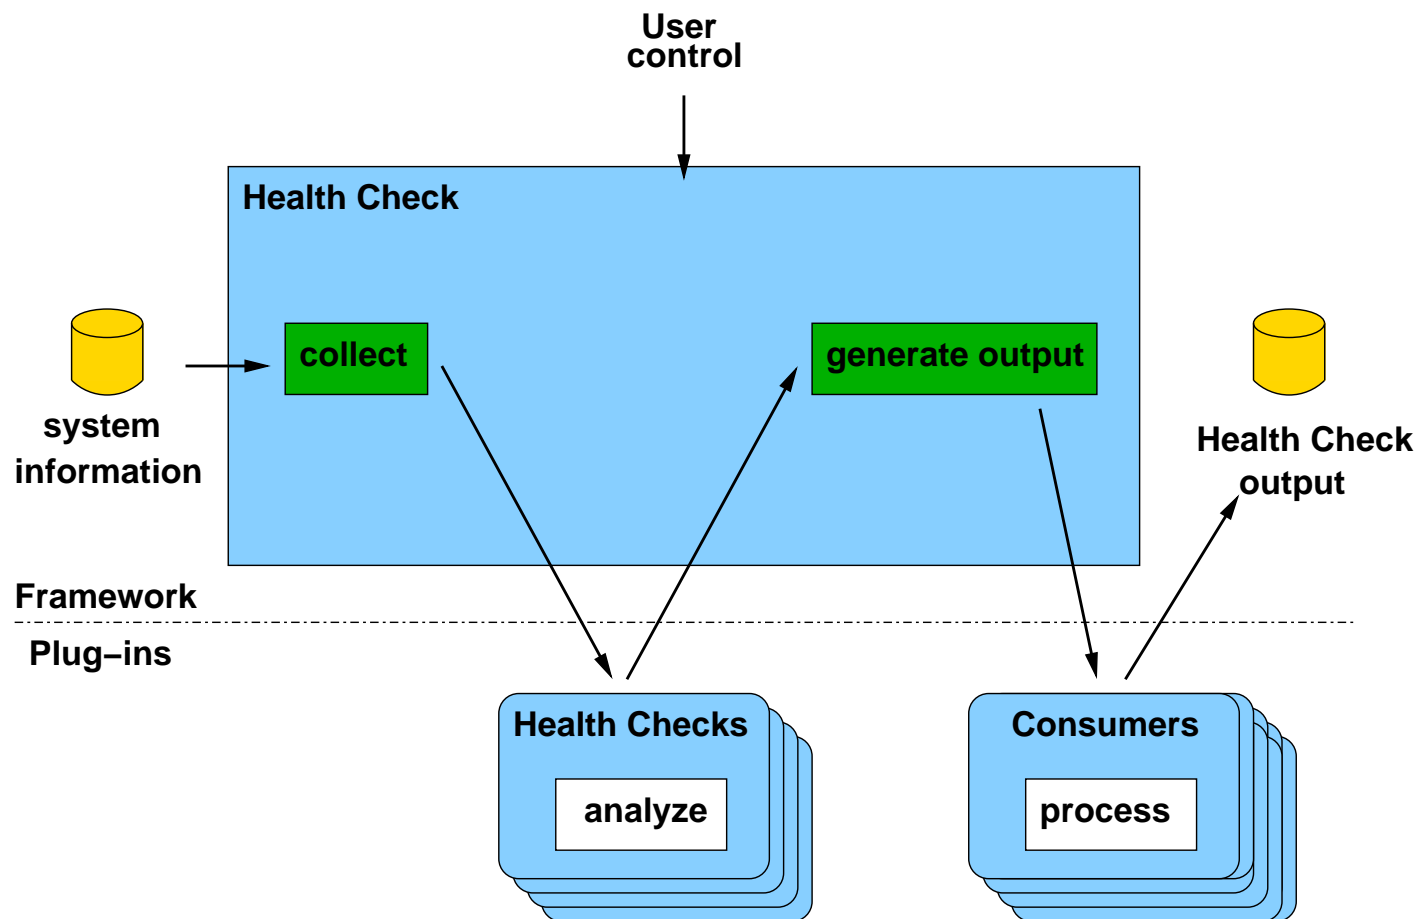 User
control
Health Check
collect
generate output
system
information
Health Check
output
Framework
Plug–ins
Health Checks
Consumers
analyze
process